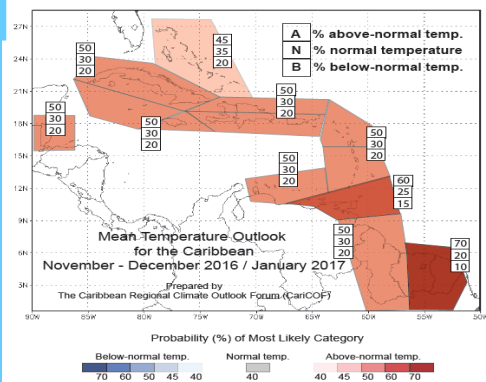 27N
24N
21N
18N
15N
12N
9N
6N
3N
A % above-normal temp.
N % normal temperature
B % below-normal temp.
45
35
20
50
30
20
50
30
20
50
30
20
50
30
20
50
30
20
50
30
20
60
25
15
50
30
20
70
20
10
Mean Temperature Outlook
for the Caribbean
November - December 2016 / January 2017
Prepared by
The Caribbean Regional Climate Outlook Forum (CariCOF)
90W 85W 80W 75W 70W 65W 60W 55W 50W
Probability (%) of Most Likely Category
Below-normal temp. Normal temp. Above-normal temp.
70 60 50 45 40 40 40 45 50 60 70